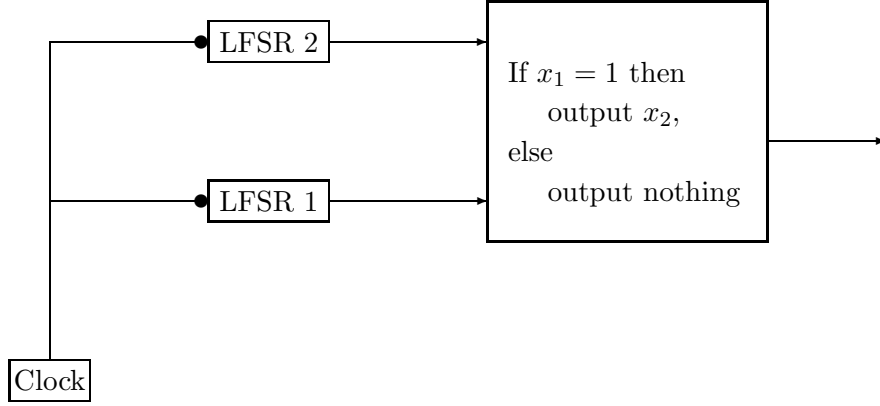 LFSR 2
If x₁ = 1 then
output x₂,
else
output nothing
LFSR 1
Clock